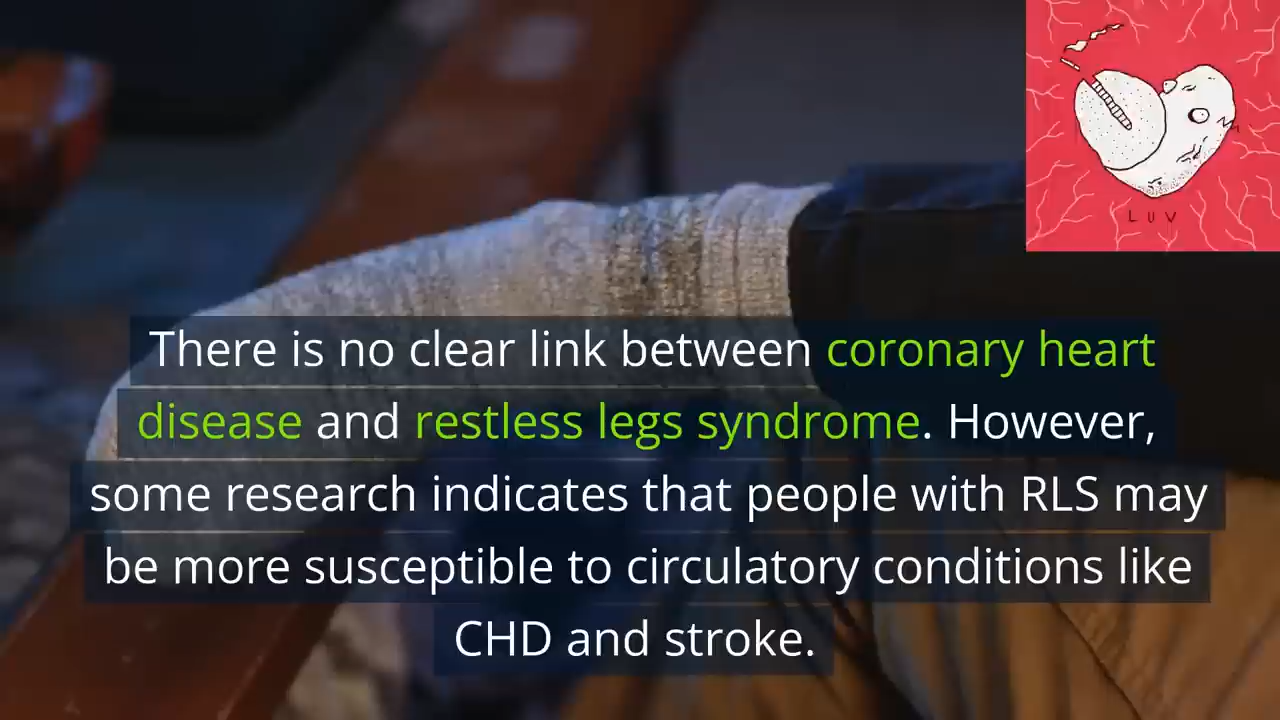 LUV
There is no clear link between coronary heart
disease and restless legs syndrome. However,
some research indicates that people with RLS may
be more susceptible to circulatory conditions like
CHD and stroke.